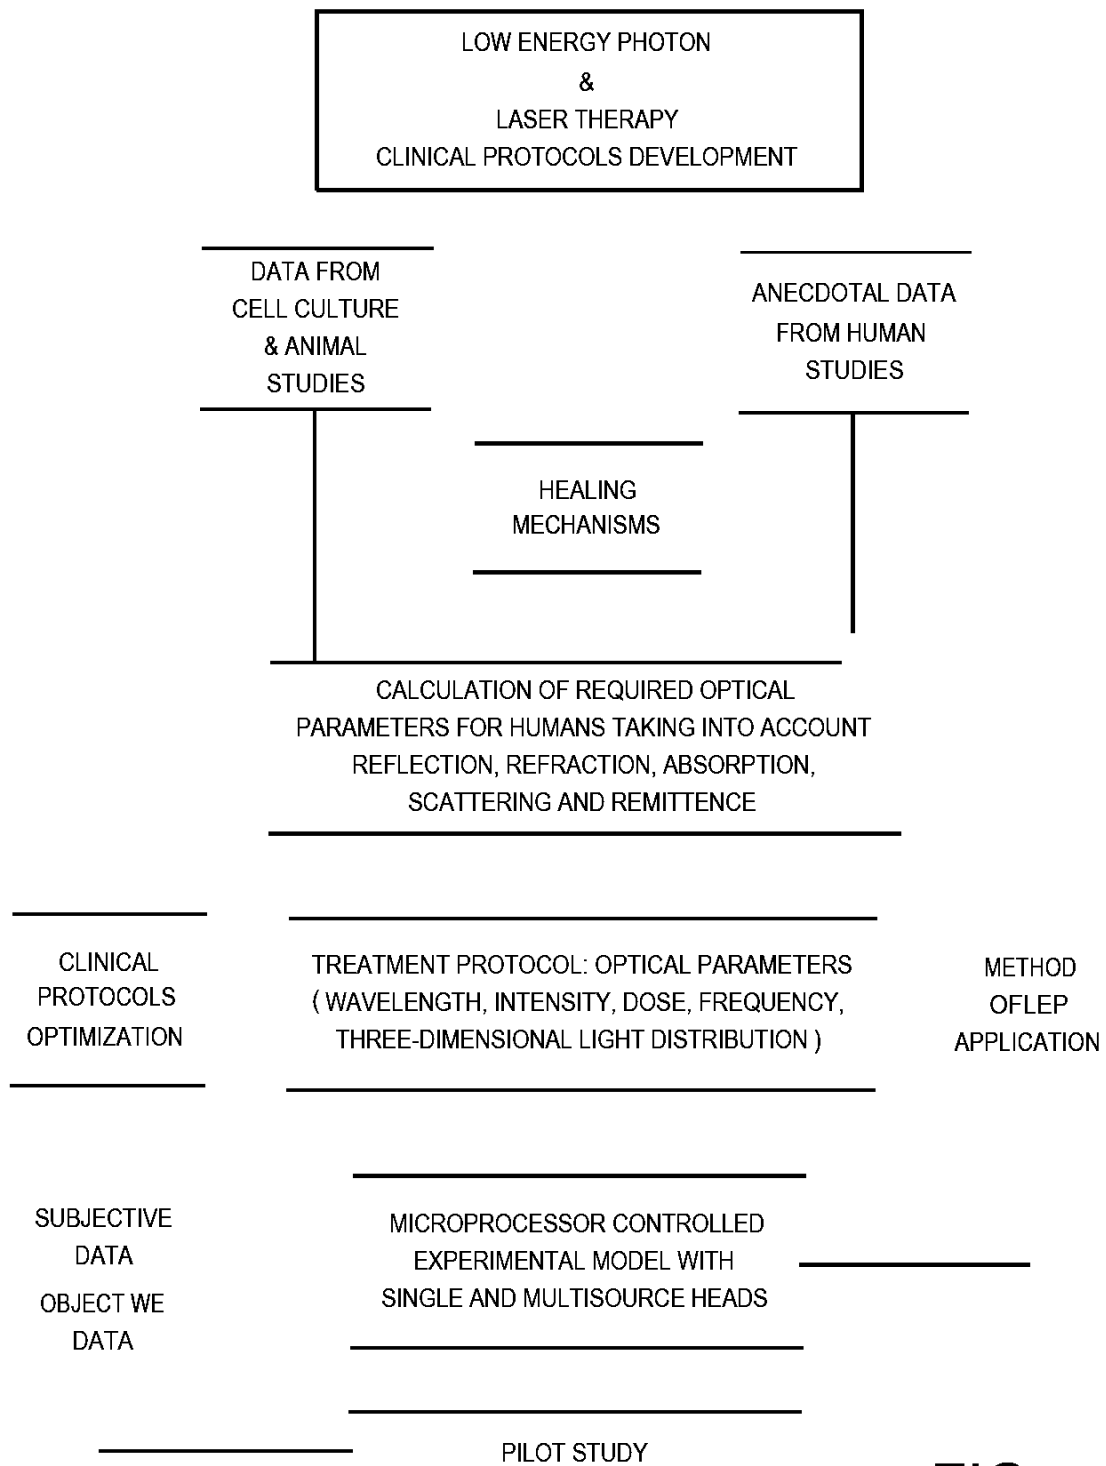 LOW ENERGY PHOTON
&
LASER THERAPY
CLINICAL PROTOCOLS DEVELOPMENT
DATA FROM
CELL CULTURE
& ANIMAL
STUDIES
ANECDOTAL DATA
FROM HUMAN
STUDIES
HEALING
MECHANISMS
CALCULATION OF REQUIRED OPTICAL
PARAMETERS FOR HUMANS TAKING INTO ACCOUNT
REFLECTION, REFRACTION, ABSORPTION,
SCATTERING AND REMITTENCE
CLINICAL
PROTOCOLS
OPTIMIZATION
TREATMENT PROTOCOL: OPTICAL PARAMETERS
( WAVELENGTH, INTENSITY, DOSE, FREQUENCY,
THREE-DIMENSIONAL LIGHT DISTRIBUTION )
METHOD
OFLEP
APPLICATION
SUBJECTIVE
DATA
OBJECT WE
DATA
MICROPROCESSOR CONTROLLED
EXPERIMENTAL MODEL WITH
SINGLE AND MULTISOURCE HEADS
PILOT STUDY